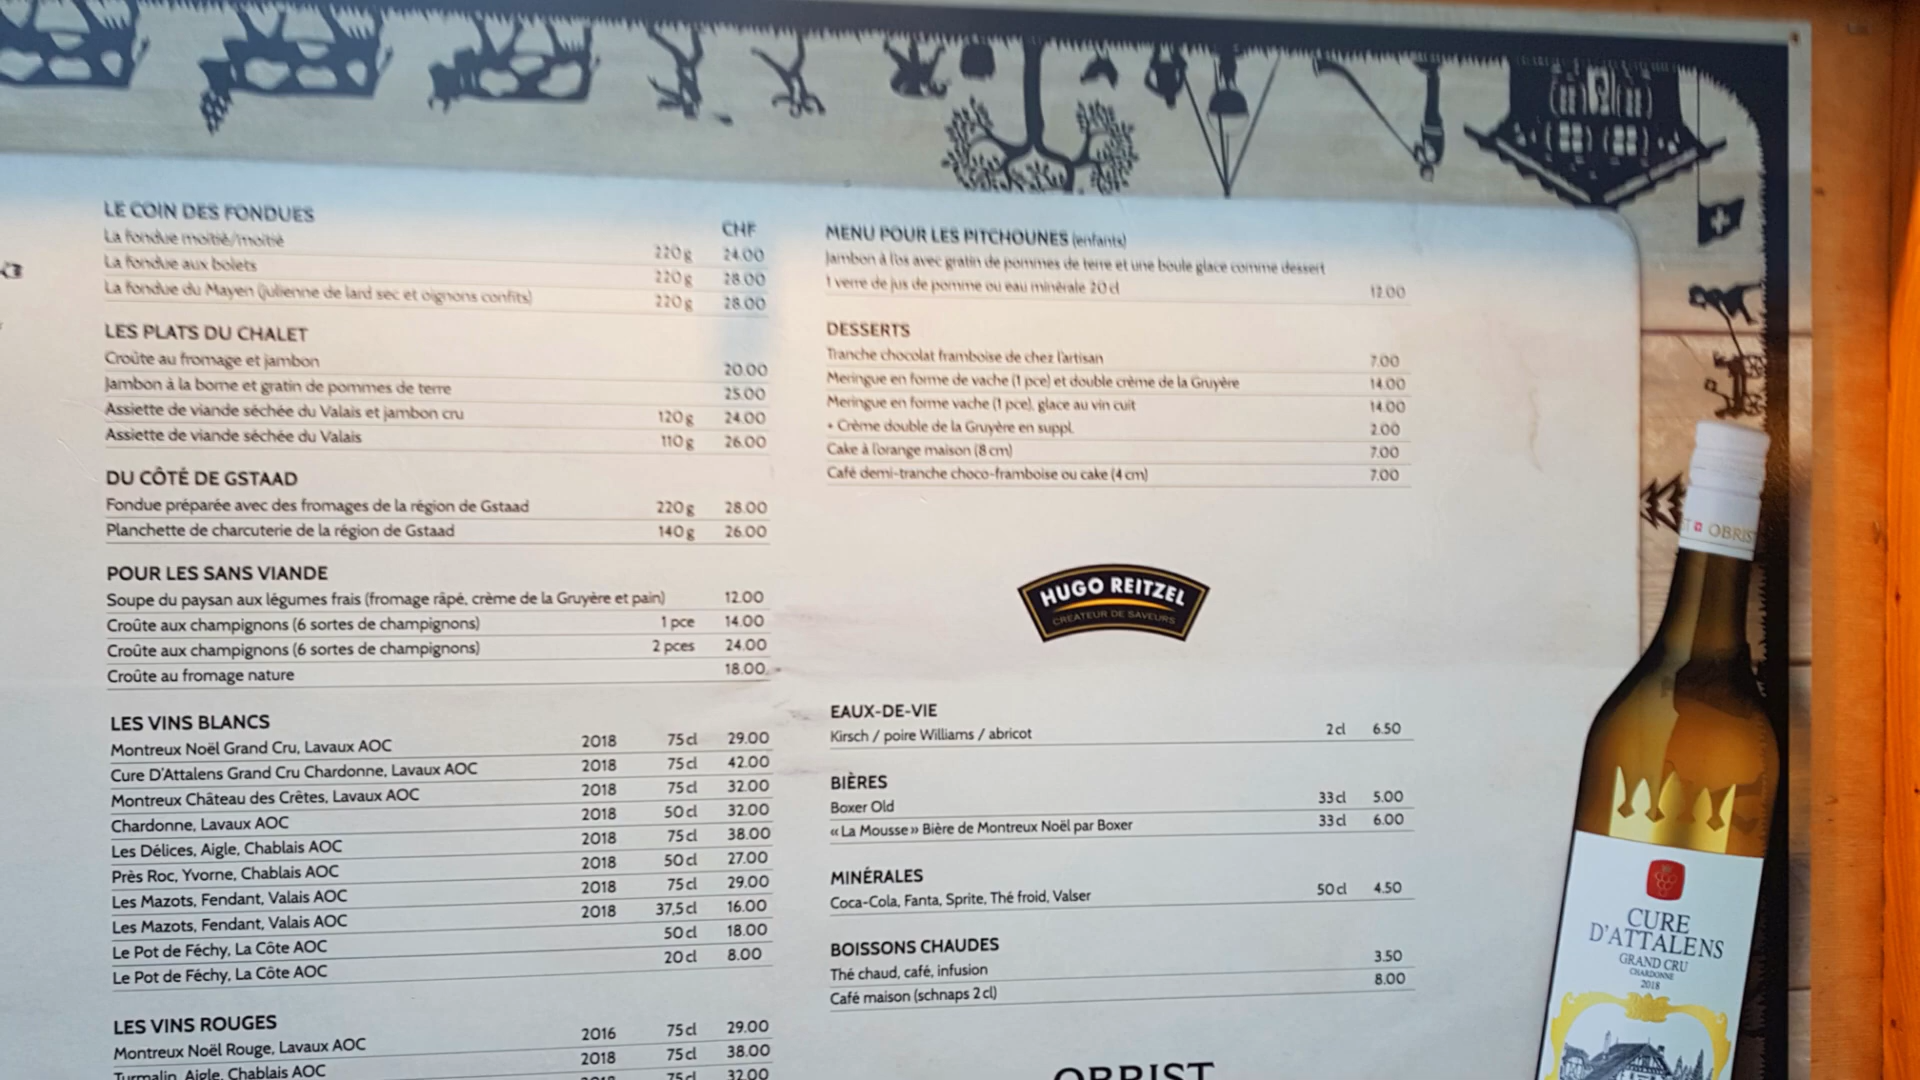 LE COIN DES FONDUES
CHF
La fondue moitié/moitié 220 g 24.00
La fondue aux bolets 220 g 28.00
La fondue du Mayen (julienne de lard sec et oignons confits) 220 g 28.00
LES PLATS DU CHALET
Croûte au fromage et jambon 20.00
Jambon à la borne et gratin de pommes de terre 25.00
Assiette de viande séchée du Valais et jambon cru 120 g 24.00
Assiette de viande séchée du Valais 110 g 26.00
DU CÔTÉ DE GSTAAD
Fondue préparée avec des fromages de la région de Gstaad 220 g 28.00
Planchette de charcuterie de la région de Gstaad 140 g 26.00
POUR LES SANS VIANDE
Soupe du paysan aux légumes frais (fromage râpé, crème de la Gruyère et pain) 12.00
Croûte aux champignons (6 sortes de champignons) 1 pce 14.00
Croûte aux champignons (6 sortes de champignons) 2 pces 24.00
Croûte au fromage nature 18.00
LES VINS BLANCS
Montreux Noël Grand Cru, Lavaux AOC 2018 75 cl 29.00
Cure D'Attalens Grand Cru Chardonne, Lavaux AOC 2018 75 cl 42.00
Montreux Château des Crêtes, Lavaux AOC 2018 75 cl 32.00
Chardonne, Lavaux AOC 2018 50 cl 32.00
Les Délices, Aigle, Chablais AOC 2018 75 cl 38.00
Près Roc, Yvorne, Chablais AOC 2018 50 cl 27.00
Les Mazots, Fendant, Valais AOC 2018 75 cl 29.00
Les Mazots, Fendant, Valais AOC 2018 37,5 cl 16.00
Le Pot de Féchy, La Côte AOC 50 cl 18.00
Le Pot de Féchy, La Côte AOC 20 cl 8.00
LES VINS ROUGES
Montreux Noël Rouge, Lavaux AOC 2016 75 cl 29.00
Turmalin, Aigle, Chablais AOC 2018 75 cl 38.00
2018 75 cl 32.00
MENU POUR LES PITCHOUNES (enfants)
Jambon à l'os avec gratin de pommes de terre et une boule glace comme dessert
1 verre de jus de pomme ou eau minérale 20 cl 12.00
DESSERTS
Tranche chocolat framboise de chez l'artisan 7.00
Meringue en forme de vache (1 pce) et double crème de la Gruyère 14.00
Meringue en forme vache (1 pce), glace au vin cuit 14.00
+ Crème double de la Gruyère en suppl. 2.00
Cake à l'orange maison (8 cm) 7.00
Café demi-tranche choco-framboise ou cake (4 cm) 7.00
HUGO REITZEL
CRÉATEUR DE SAVEURS
EAUX-DE-VIE
Kirsch / poire Williams / abricot 2 cl 6.50
BIÈRES
Boxer Old 33 cl 5.00
« La Mousse » Bière de Montreux Noël par Boxer 33 cl 6.00
MINÉRALES
Coca-Cola, Fanta, Sprite, Thé froid, Valser 50 cl 4.50
BOISSONS CHAUDES
Thé chaud, café, infusion 3.50
Café maison (schnaps 2 cl) 8.00
OBRIST
OBRIST
CURE
D'ATTALENS
GRAND CRU
CHARDONNE
2018